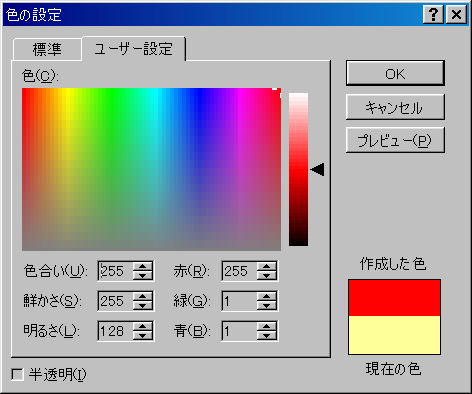 色の設定
標準 ユーザー設定
色(C):
OK
キャンセル
プレビュー(P)
色合い(U): 255 赤(R): 255
鮮かさ(S): 255 緑(G): 1
明るさ(L): 128 青(B): 1
作成した色
現在の色
半透明(I)